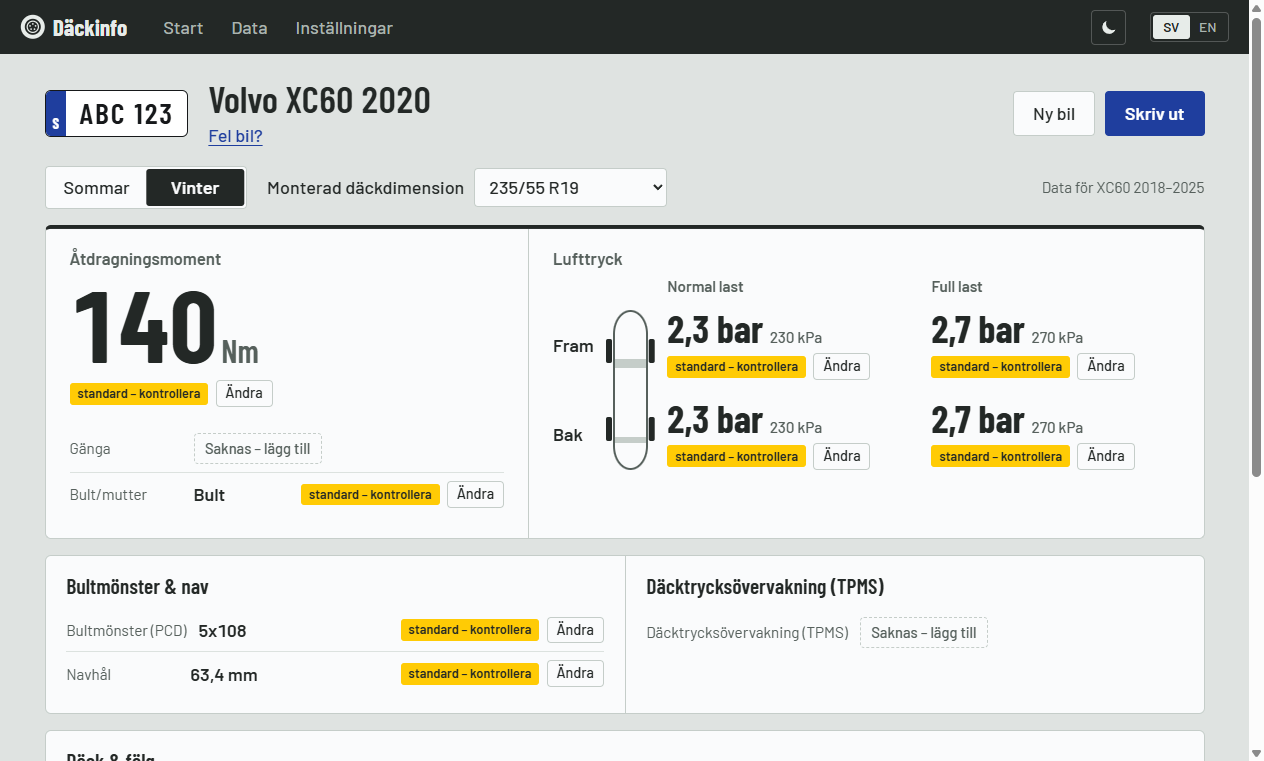 Däckinfo Start Data Inställningar SV EN
S ABC 123
Volvo XC60 2020
Fel bil?
Ny bil Skriv ut
Sommar Vinter Monterad däckdimension 235/55 R19 Data för XC60 2018–2025
Åtdragningsmoment
140 Nm
standard – kontrollera Ändra
Gänga Saknas – lägg till
Bult/mutter Bult standard – kontrollera Ändra
Lufttryck
Normal last Full last
Fram 2,3 bar 230 kPa 2,7 bar 270 kPa
standard – kontrollera Ändra standard – kontrollera Ändra
Bak 2,3 bar 230 kPa 2,7 bar 270 kPa
standard – kontrollera Ändra standard – kontrollera Ändra
Bultmönster & nav
Bultmönster (PCD) 5x108 standard – kontrollera Ändra
Navhål 63,4 mm standard – kontrollera Ändra
Däcktrycksövervakning (TPMS)
Däcktrycksövervakning (TPMS) Saknas – lägg till
Däck & fälg